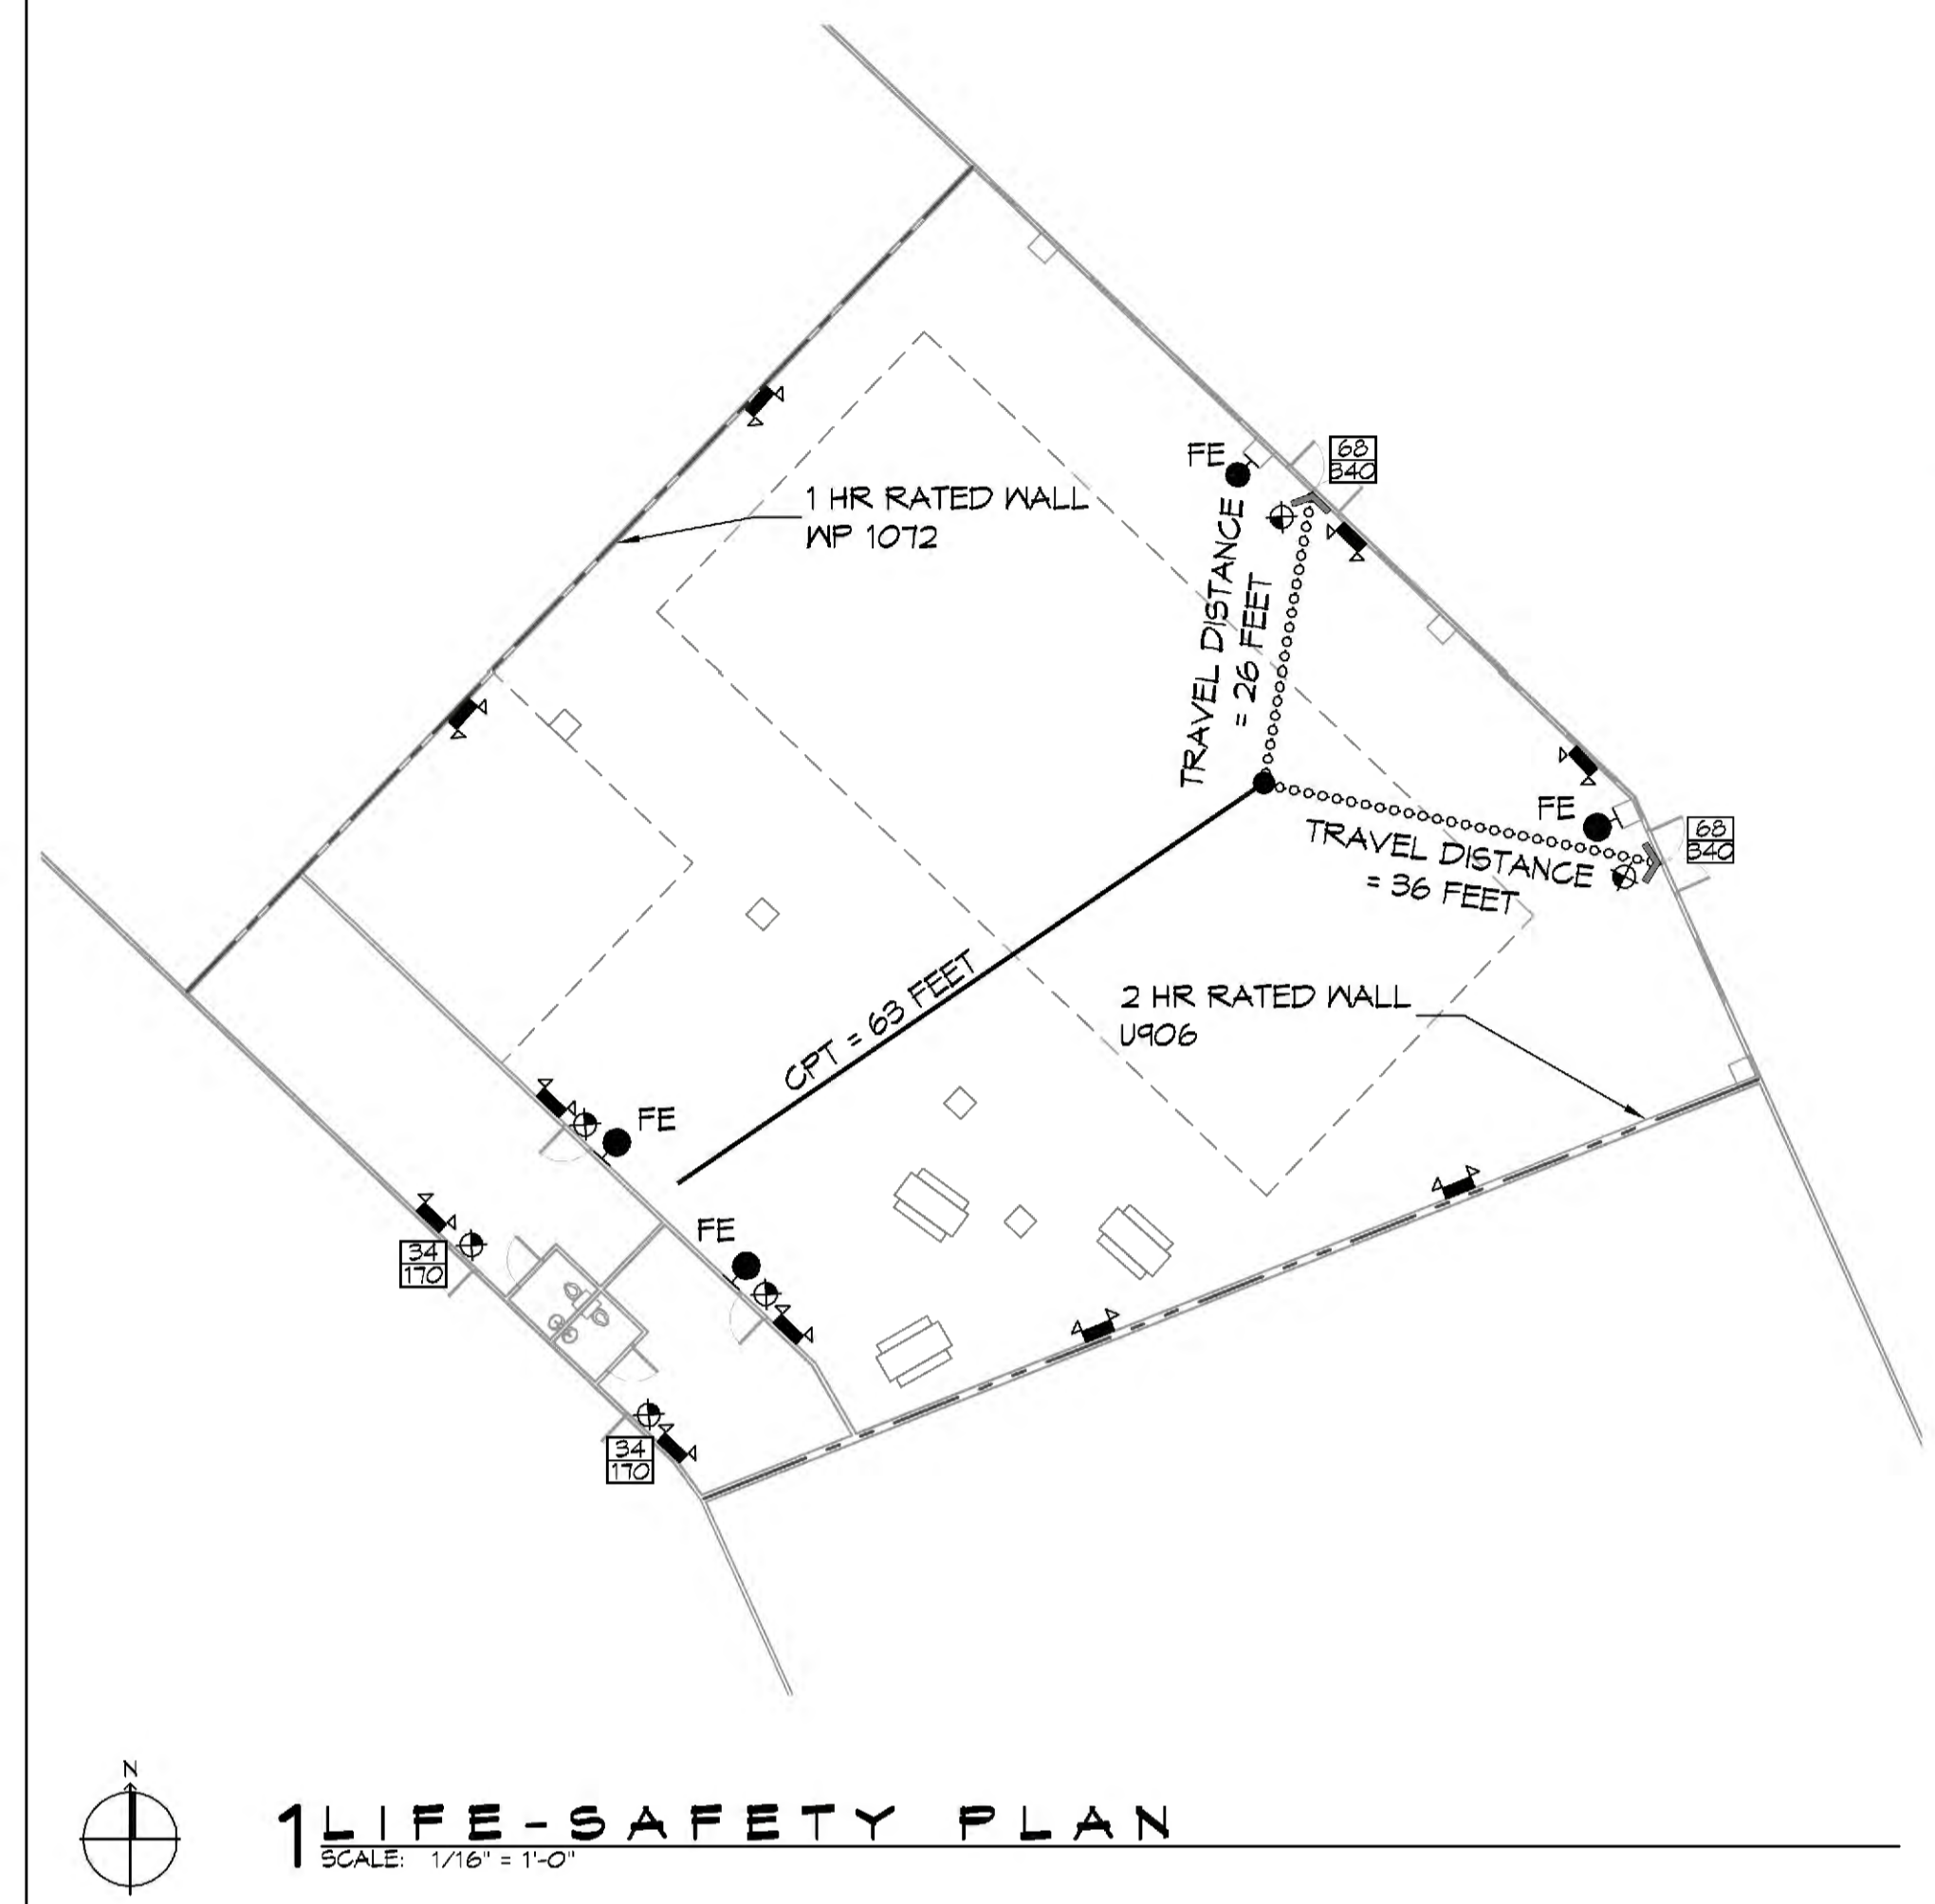 FE
68
340
1 HR RATED WALL
WP 1072
TRAVEL DISTANCE
= 26 FEET
FE
68
340
TRAVEL DISTANCE
= 36 FEET
CPT = 63 FEET
2 HR RATED WALL
U906
FE
FE
34
170
34
170
N
1 LIFE-SAFETY PLAN
SCALE: 1/16" = 1'-0"